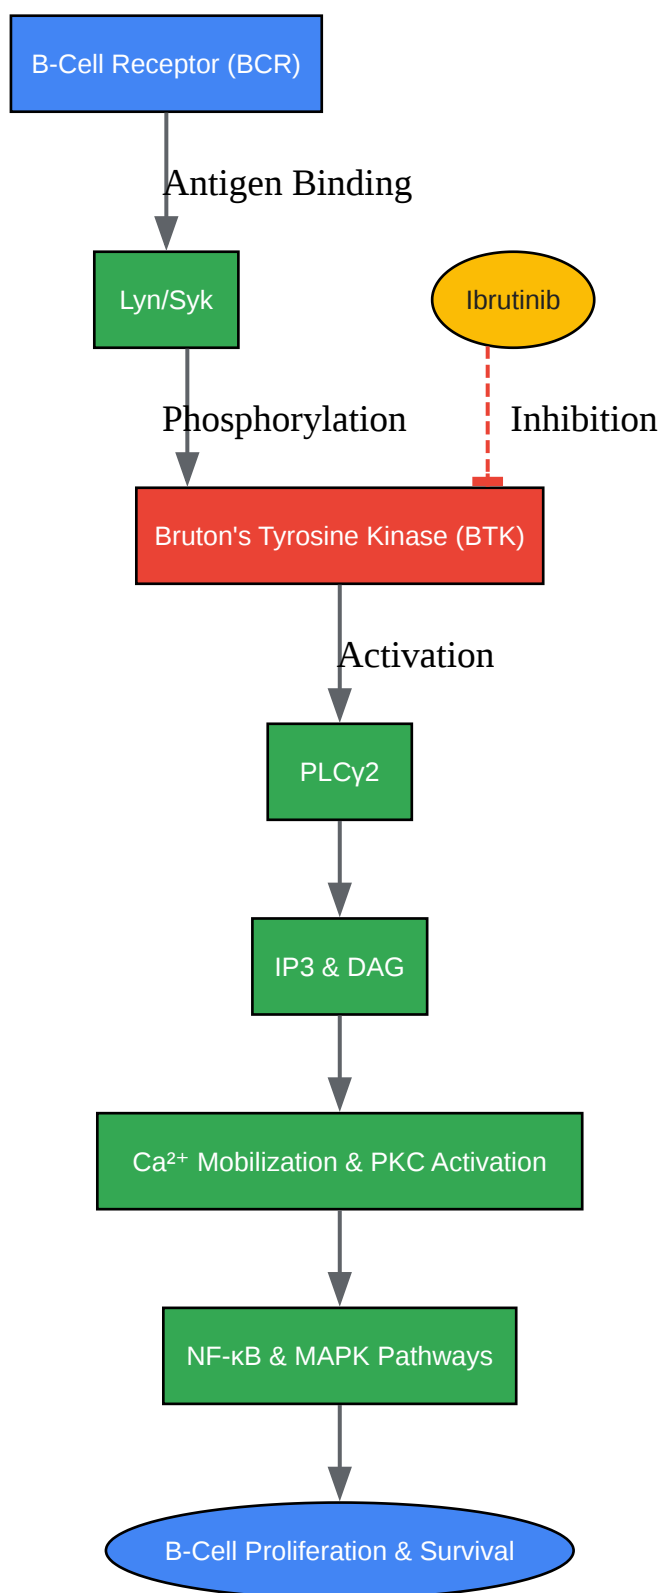 B-Cell Receptor (BCR)
Antigen Binding
Lyn/Syk
Ibrutinib
Phosphorylation
Inhibition
Bruton's Tyrosine Kinase (BTK)
Activation
PLCγ2
IP3 & DAG
Ca²⁺ Mobilization & PKC Activation
NF-κB & MAPK Pathways
B-Cell Proliferation & Survival